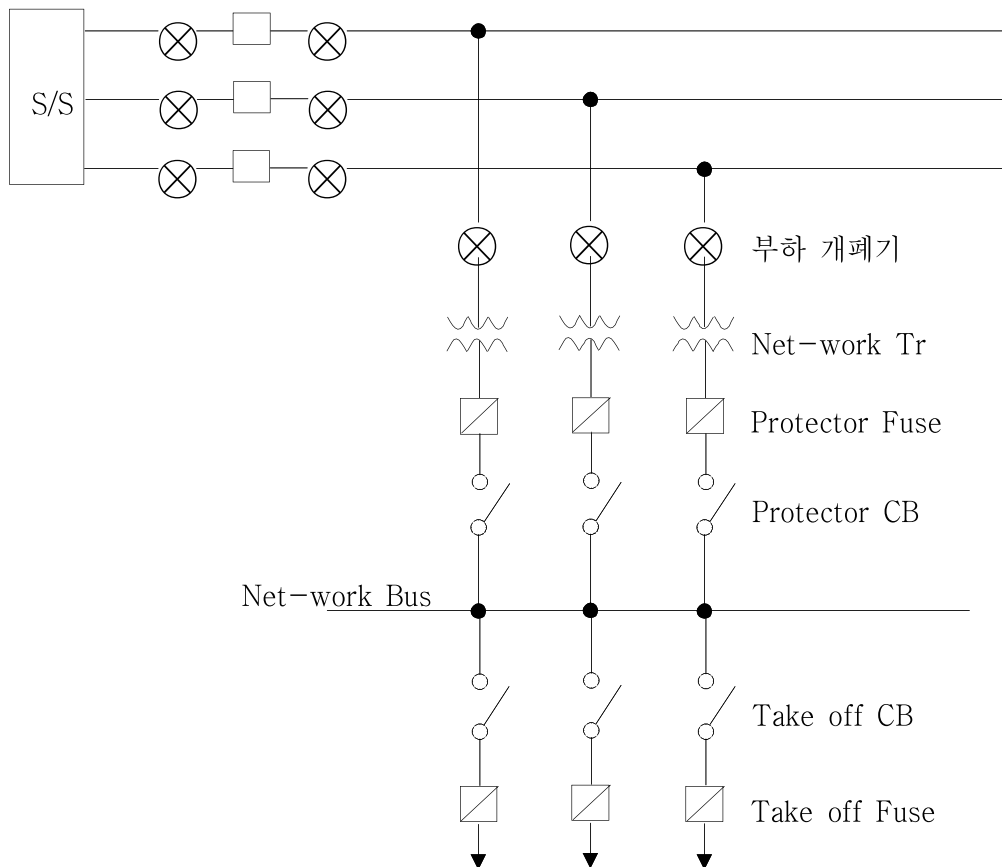 S/S
부하 개폐기
Net-work Tr
Protector Fuse
Protector CB
Net-work Bus
Take off CB
Take off Fuse